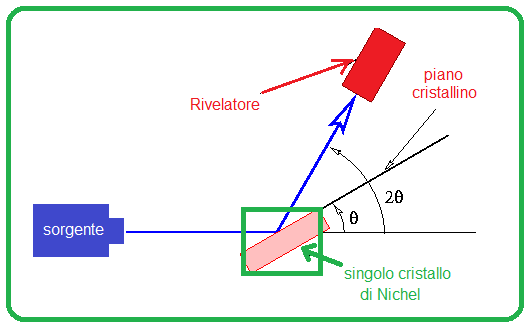 Rivelatore
piano
cristallino
2θ
θ
sorgente
singolo cristallo
di Nichel